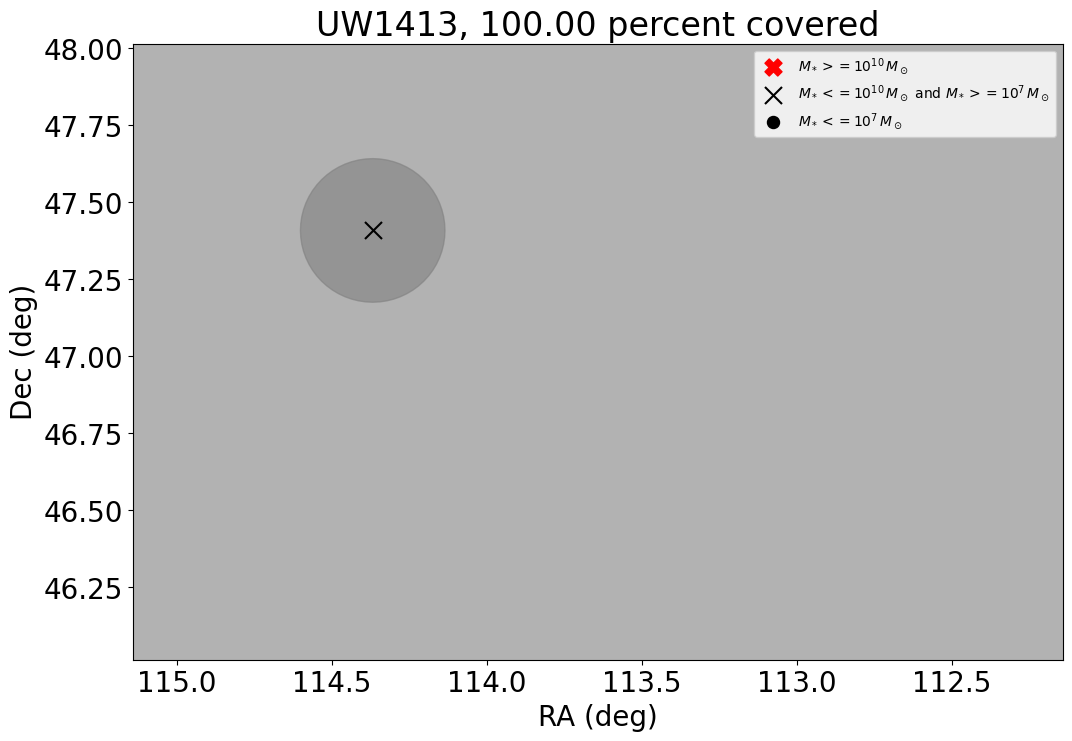 UW1413, 100.00 percent covered
M* >= 10^10 M⊙
M* <= 10^10 M⊙ and M* >= 10^7 M⊙
M* <= 10^7 M⊙
48.00
47.75
47.50
47.25
47.00
46.75
46.50
46.25
Dec (deg)
115.0 114.5 114.0 113.5 113.0 112.5
RA (deg)